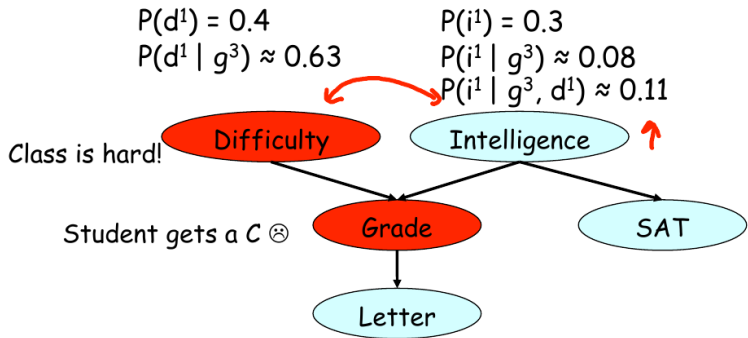 P(d¹) = 0.4
P(d¹ | g³) ≈ 0.63
P(i¹) = 0.3
P(i¹ | g³) ≈ 0.08
P(i¹ | g³, d¹) ≈ 0.11
Class is hard!
Difficulty
Intelligence
Student gets a C ☹
Grade
SAT
Letter